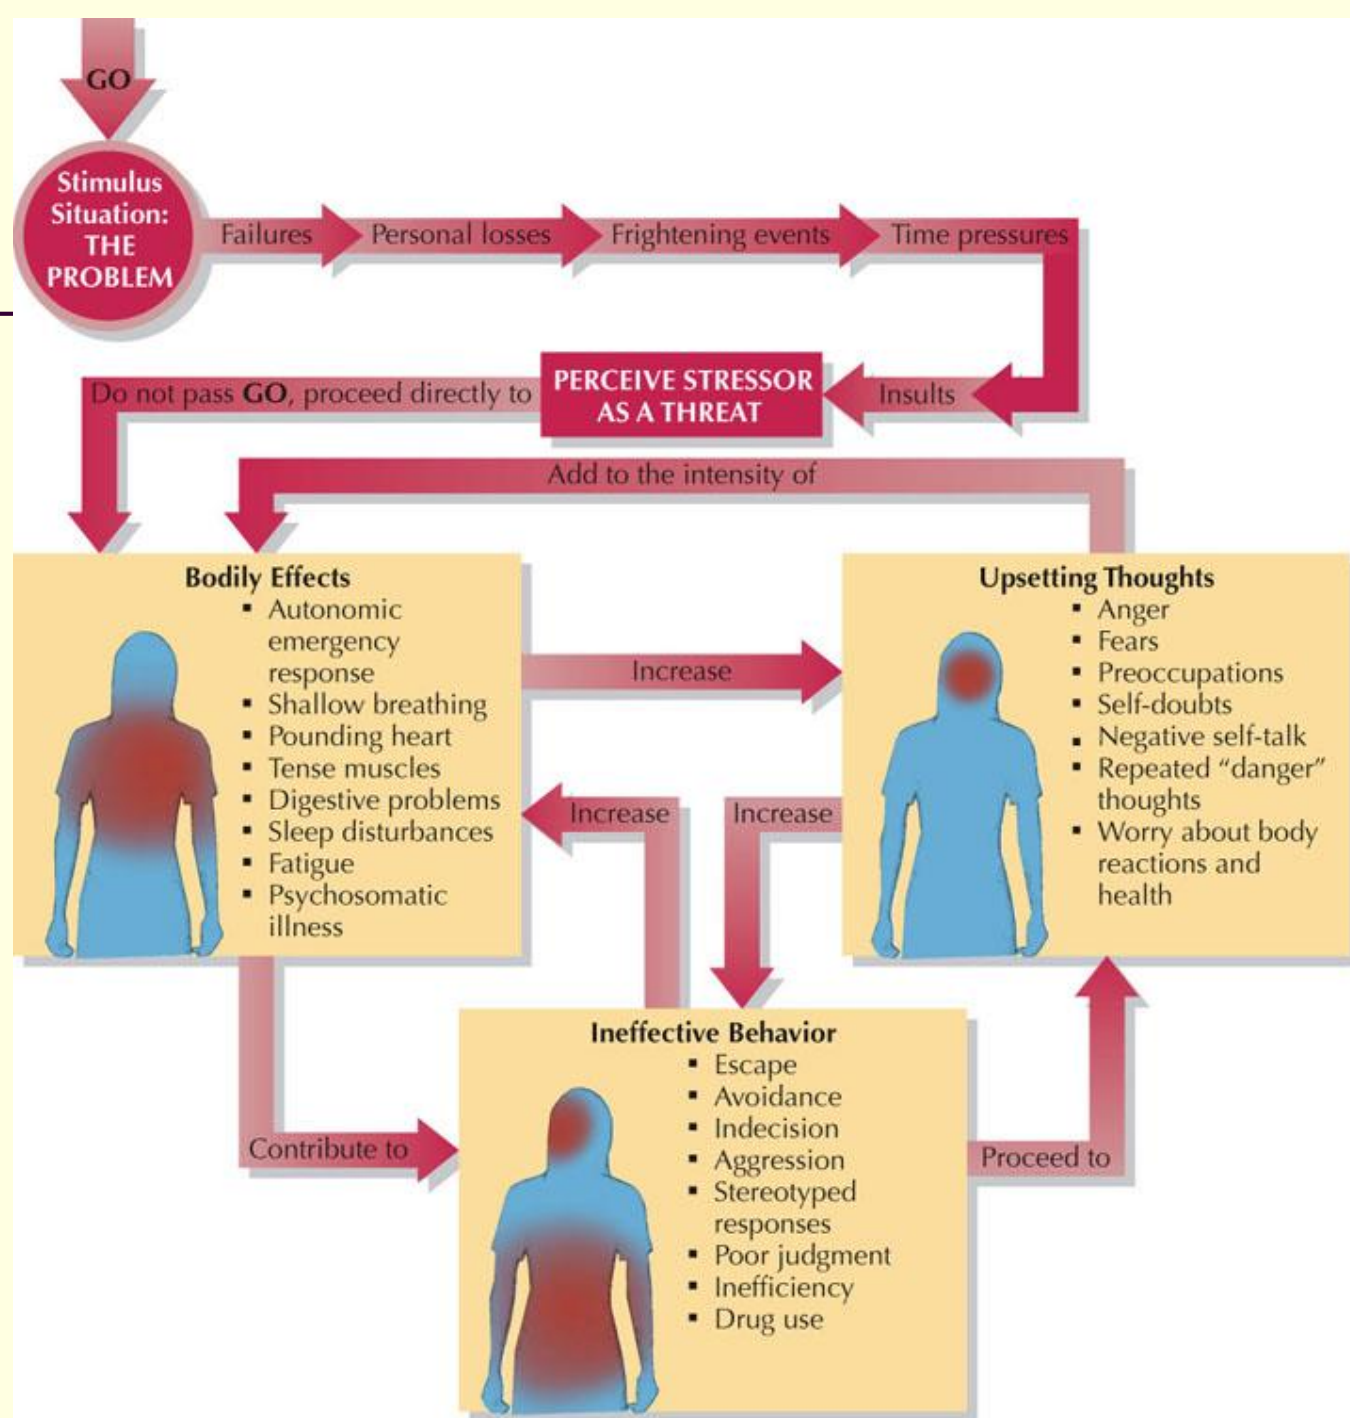 GO
Stimulus
Situation:
THE
PROBLEM
Failures
Personal losses
Frightening events
Time pressures
Insults
PERCEIVE STRESSOR
AS A THREAT
Do not pass GO, proceed directly to
Add to the intensity of
Bodily Effects
▪ Autonomic
emergency
response
▪ Shallow breathing
▪ Pounding heart
▪ Tense muscles
▪ Digestive problems
▪ Sleep disturbances
▪ Fatigue
▪ Psychosomatic
illness
Increase
Increase
Increase
Upsetting Thoughts
▪ Anger
▪ Fears
▪ Preoccupations
▪ Self-doubts
▪ Negative self-talk
▪ Repeated “danger”
thoughts
▪ Worry about body
reactions and
health
Contribute to
Ineffective Behavior
▪ Escape
▪ Avoidance
▪ Indecision
▪ Aggression
▪ Stereotyped
responses
▪ Poor judgment
▪ Inefficiency
▪ Drug use
Proceed to